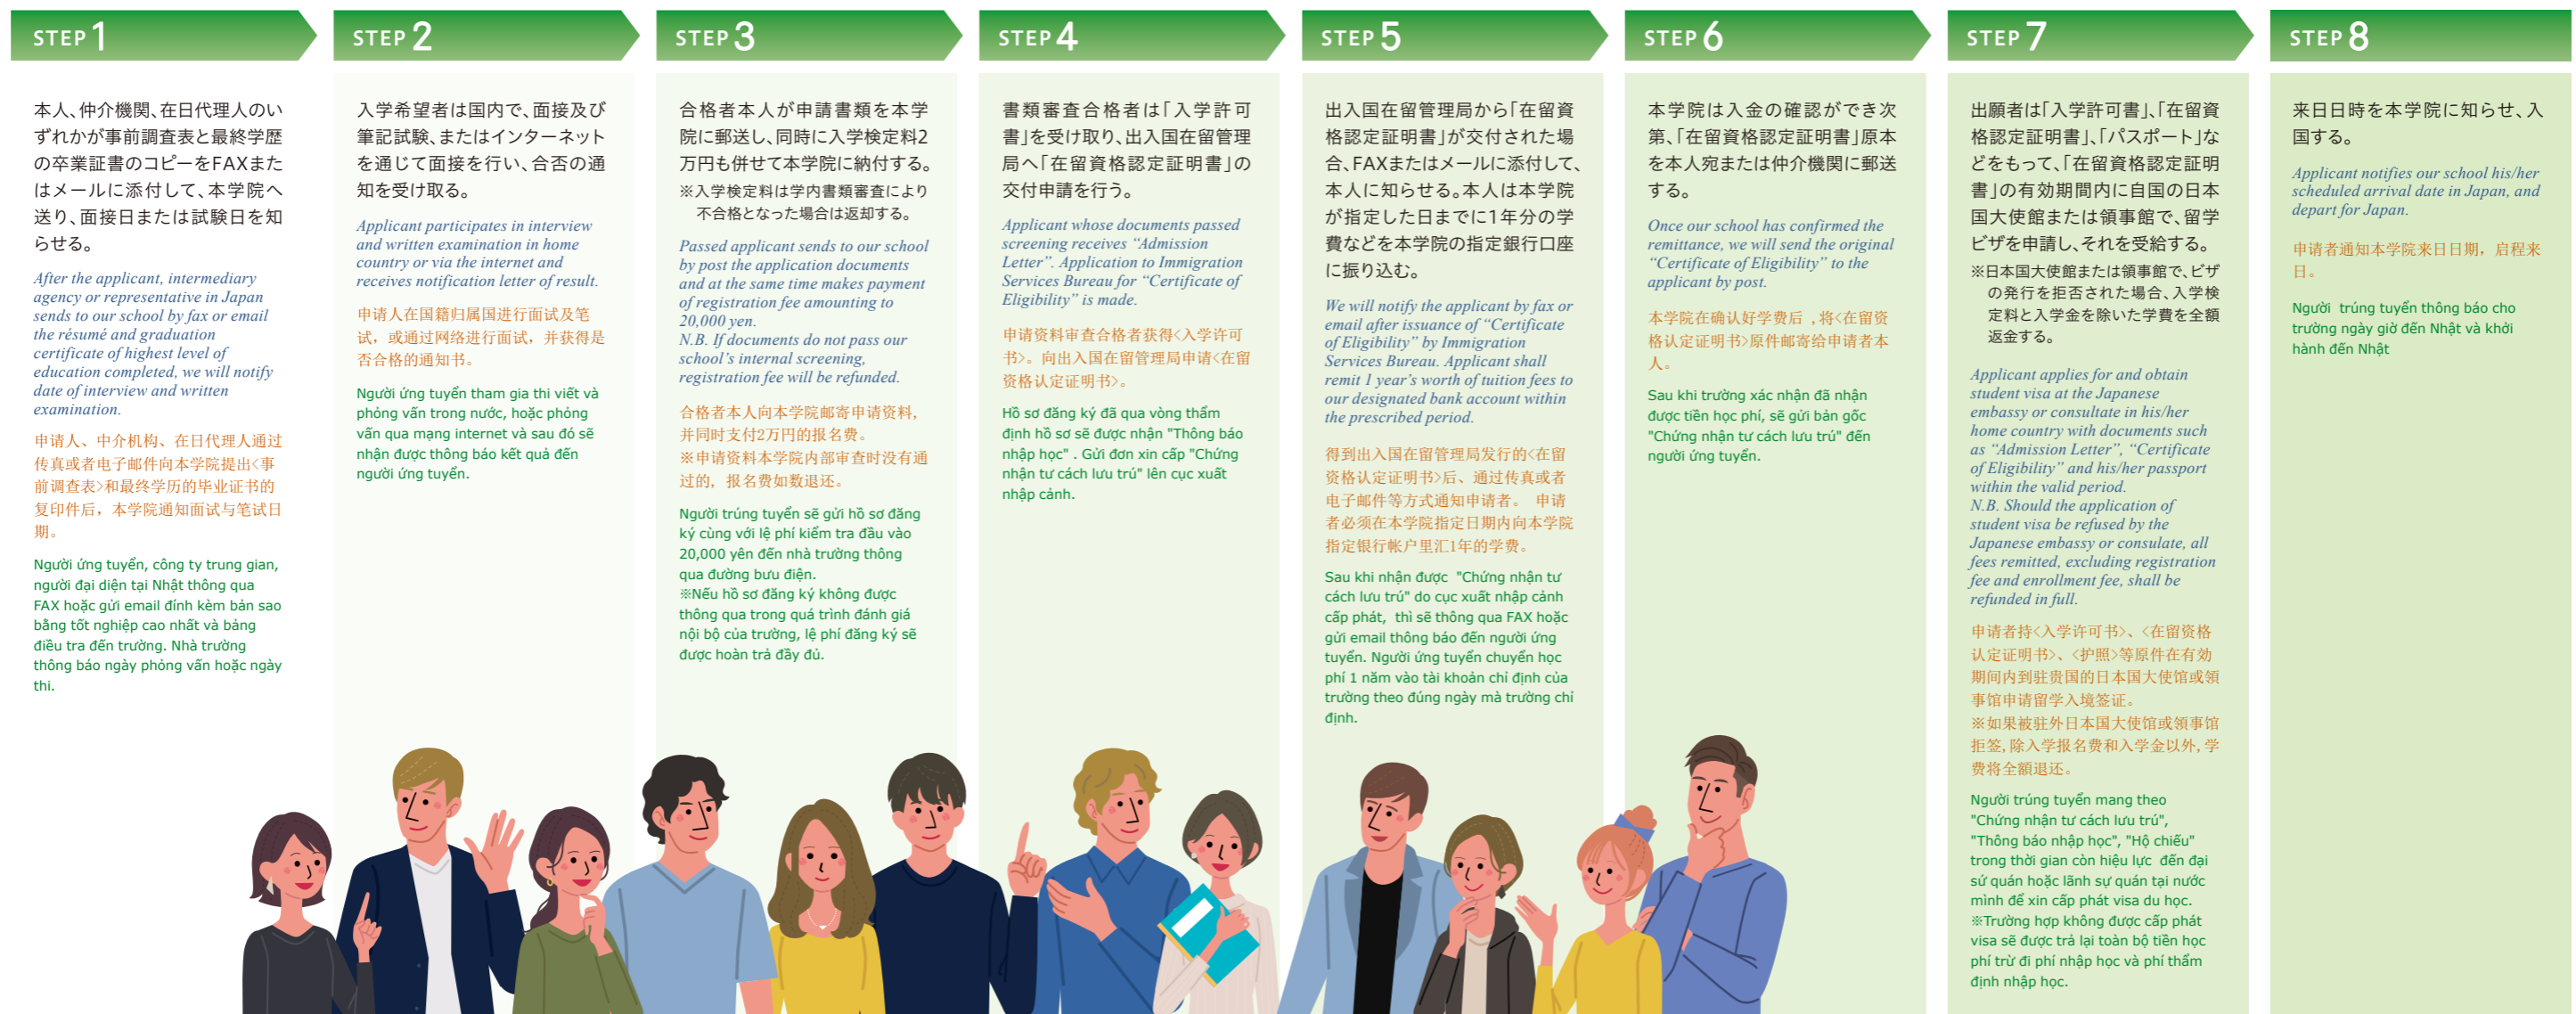 STEP 1
本人、仲介機関、在日代理人のい
ずれかが事前調査表と最終学歴
の卒業証書のコピーをFAXまた
はメールに添付して、本学院へ
送り、面接日または試験日を知
らせる。
After the applicant, intermediary
agency or representative in Japan
sends to our school by fax or email
the résumé and graduation
certificate of highest level of
education completed, we will notify
date of interview and written
examination.
申请人、中介机构、在日代理人通过
传真或者电子邮件向本学院提出<事
前调查表>和最终学历的毕业证书的
复印件后，本学院通知面试与笔试日
期。
Người ứng tuyển, công ty trung gian,
người đại diện tại Nhật thông qua
FAX hoặc gửi email đính kèm bản sao
bằng tốt nghiệp cao nhất và bảng
điều tra đến trường. Nhà trường
thông báo ngày phỏng vấn hoặc ngày
thi.
STEP 2
入学希望者は国内で、面接及び
筆記試験、またはインターネット
を通じて面接を行い、合否の通
知を受け取る。
Applicant participates in interview
and written examination in home
country or via the internet and
receives notification letter of result.
申请人在国籍归属国进行面试及笔
试，或通过网络进行面试，并获得是
否合格的通知书。
Người ứng tuyển tham gia thi viết và
phỏng vấn trong nước, hoặc phỏng
vấn qua mạng internet và sau đó sẽ
nhận được thông báo kết quả đến
người ứng tuyển.
STEP 3
合格者本人が申請書類を本学
院に郵送し、同時に入学検定料2
万円も併せて本学院に納付する。
※入学検定料は学内書類審査により
不合格となった場合は返却する。
Passed applicant sends to our school
by post the application documents
and at the same time makes payment
of registration fee amounting to
20,000 yen.
N.B. If documents do not pass our
school's internal screening,
registration fee will be refunded.
合格者本人向本学院邮寄申请资料，
并同时支付2万円的报名费。
※申请资料本学院内部审查时没有通
过的，报名费如数退还。
Người trúng tuyển sẽ gửi hồ sơ đăng
ký cùng với lệ phí kiểm tra đầu vào
20,000 yên đến nhà trường thông
qua đường bưu điện.
※Nếu hồ sơ đăng ký không được
thông qua trong quá trình đánh giá
nội bộ của trường, lệ phí đăng ký sẽ
được hoàn trả đầy đủ.
STEP 4
書類審査合格者は「入学許可
書」を受け取り、出入国在留管理
局へ「在留資格認定証明書」の
交付申請を行う。
Applicant whose documents passed
screening receives “Admission
Letter”. Application to Immigration
Services Bureau for “Certificate of
Eligibility” is made.
申请资料审查合格者获得<入学许可
书>。向出入国在留管理局申请<在留
资格认定证明书>。
Hồ sơ đăng ký đã qua vòng thẩm
định hồ sơ sẽ được nhận "Thông báo
nhập học" . Gửi đơn xin cấp "Chứng
nhận tư cách lưu trú" lên cục xuất
nhập cảnh.
STEP 5
出入国在留管理局から「在留資
格認定証明書」が交付された場
合、FAXまたはメールに添付して、
本人に知らせる。本人は本学院
が指定した日までに1年分の学
費などを本学院の指定銀行口座
に振り込む。
We will notify the applicant by fax or
email after issuance of “Certificate
of Eligibility” by Immigration
Services Bureau. Applicant shall
remit 1 year's worth of tuition fees to
our designated bank account within
the prescribed period.
得到出入国在留管理局发行的<在留
资格认定证明书>后、通过传真或者
电子邮件等方式通知申请者。 申请
者必须在本学院指定日期内向本学院
指定银行帐户里汇1年的学费。
Sau khi nhận được "Chứng nhận tư
cách lưu trú" do cục xuất nhập cảnh
cấp phát, thì sẽ thông qua FAX hoặc
gửi email thông báo đến người ứng
tuyển. Người ứng tuyển chuyển học
phí 1 năm vào tài khoản chỉ định của
trường theo đúng ngày mà trường chỉ
định.
STEP 6
本学院は入金の確認ができ次
第、「在留資格認定証明書」原本
を本人宛または仲介機関に郵送
する。
Once our school has confirmed the
remittance, we will send the original
“Certificate of Eligibility” to the
applicant by post.
本学院在确认好学费后 ,将<在留资
格认定证明书>原件邮寄给申请者本
人。
Sau khi trường xác nhận đã nhận
được tiền học phí, sẽ gửi bản gốc
"Chứng nhận tư cách lưu trú" đến
người ứng tuyển.
STEP 7
出願者は「入学許可書」、「在留資
格認定証明書」、「パスポート」な
どをもって、「在留資格認定証明
書」の有効期間内に自国の日本
国大使館または領事館で、留学
ビザを申請し、それを受給する。
※日本国大使館または領事館で、ビザ
の発行を拒否された場合、入学検
定料と入学金を除いた学費を全額
返金する。
Applicant applies for and obtain
student visa at the Japanese
embassy or consultate in his/her
home country with documents such
as “Admission Letter”, “Certificate
of Eligibility” and his/her passport
within the valid period.
N.B. Should the application of
student visa be refused by the
Japanese embassy or consulate, all
fees remitted, excluding registration
fee and enrollment fee, shall be
refunded in full.
申请者持<入学许可书>、<在留资格
认定证明书>、<护照>等原件在有効
期间内到驻贵国的日本国大使馆或領
事馆申请留学入境签证。
※如果被驻外日本国大使馆或領事馆
拒签,除入学报名费和入学金以外,学
费将全額退还。
Người trúng tuyển mang theo
"Chứng nhận tư cách lưu trú",
"Thông báo nhập học", "Hộ chiếu"
trong thời gian còn hiệu lực đến đại
sứ quán hoặc lãnh sự quán tại nước
mình để xin cấp phát visa du học.
※Trường hợp không được cấp phát
visa sẽ được trả lại toàn bộ tiền học
phí trừ đi phí nhập học và phí thẩm
định nhập học.
STEP 8
来日日時を本学院に知らせ、入
国する。
Applicant notifies our school his/her
scheduled arrival date in Japan, and
depart for Japan.
申请者通知本学院来日日期，启程来
日。
Người trúng tuyển thông báo cho
trường ngày giờ đến Nhật và khởi
hành đến Nhật